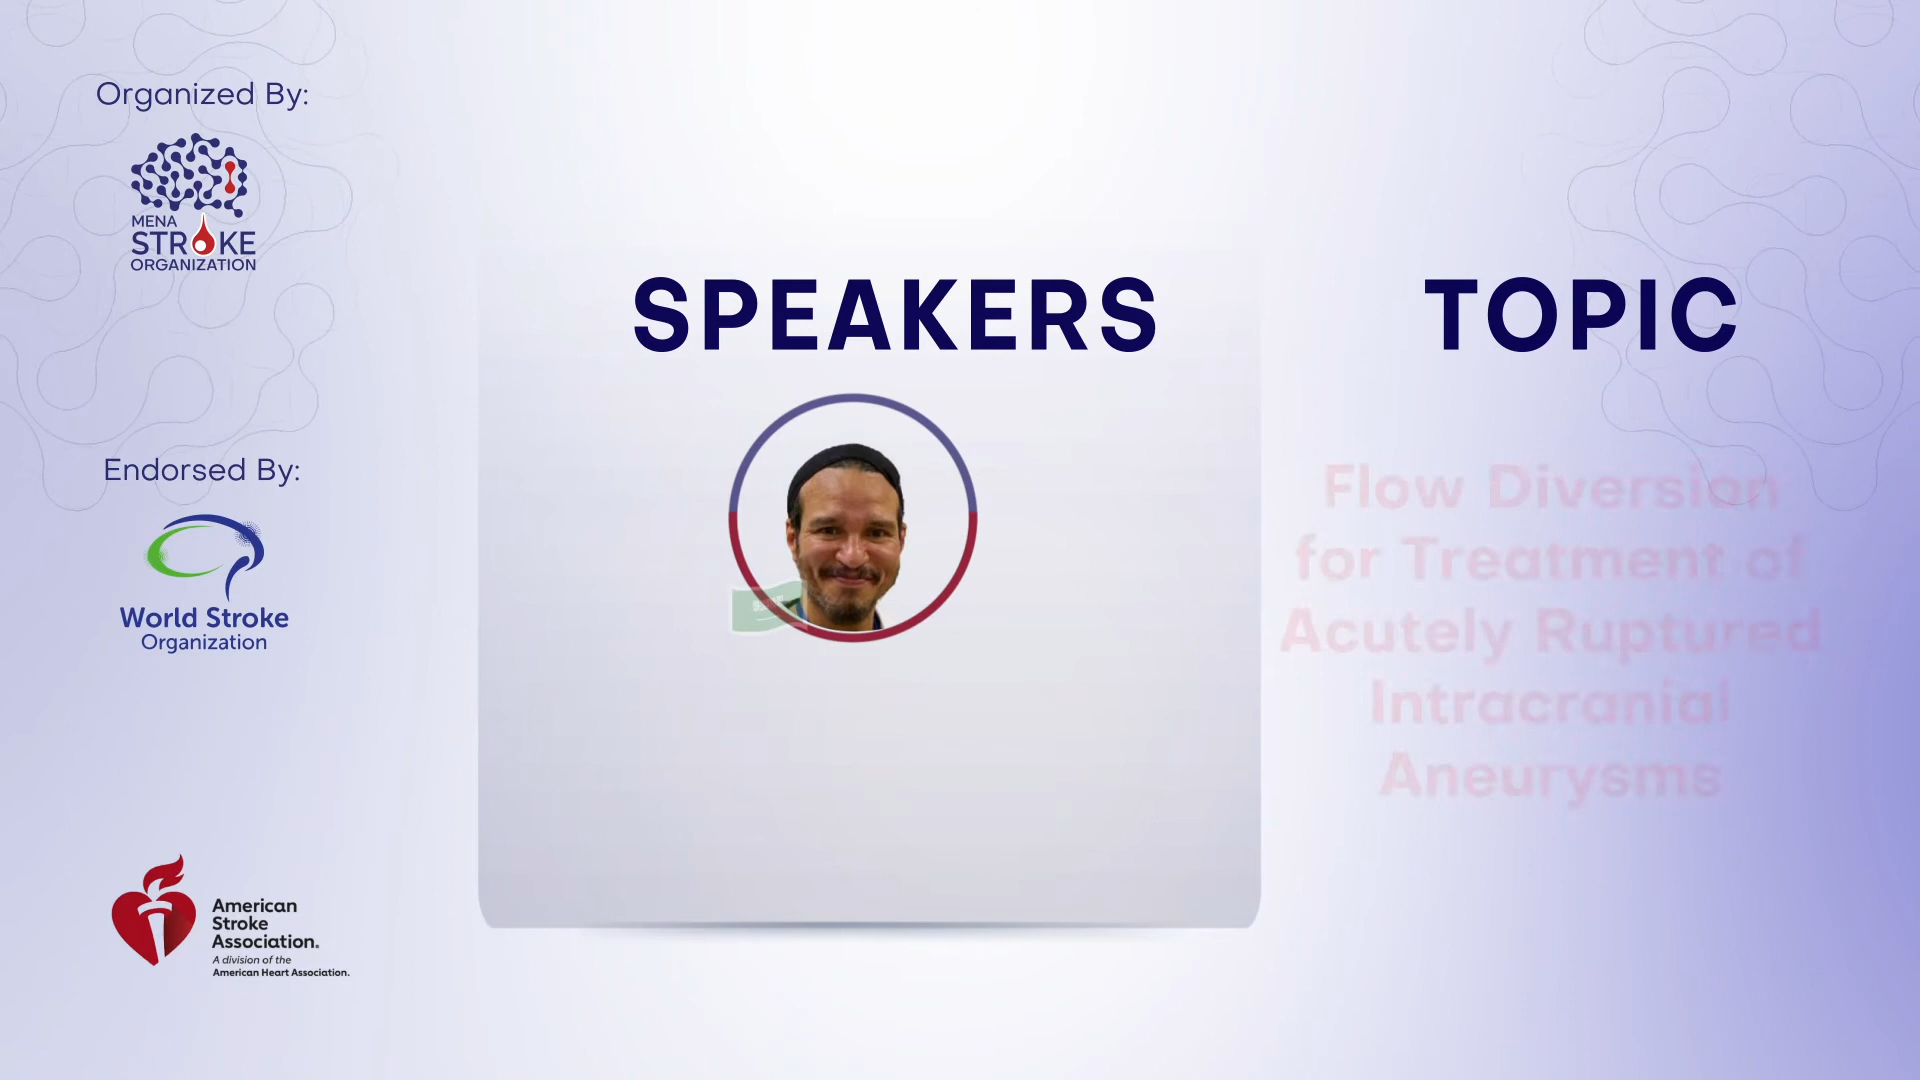 Organized By:
MENA
STROKE
ORGANIZATION
Endorsed By:
World Stroke
Organization
American
Stroke
Association.
A division of the
American Heart Association.
SPEAKERS
TOPIC
Flow Diversion
for Treatment of
Acutely Ruptured
Intracranial
Aneurysms